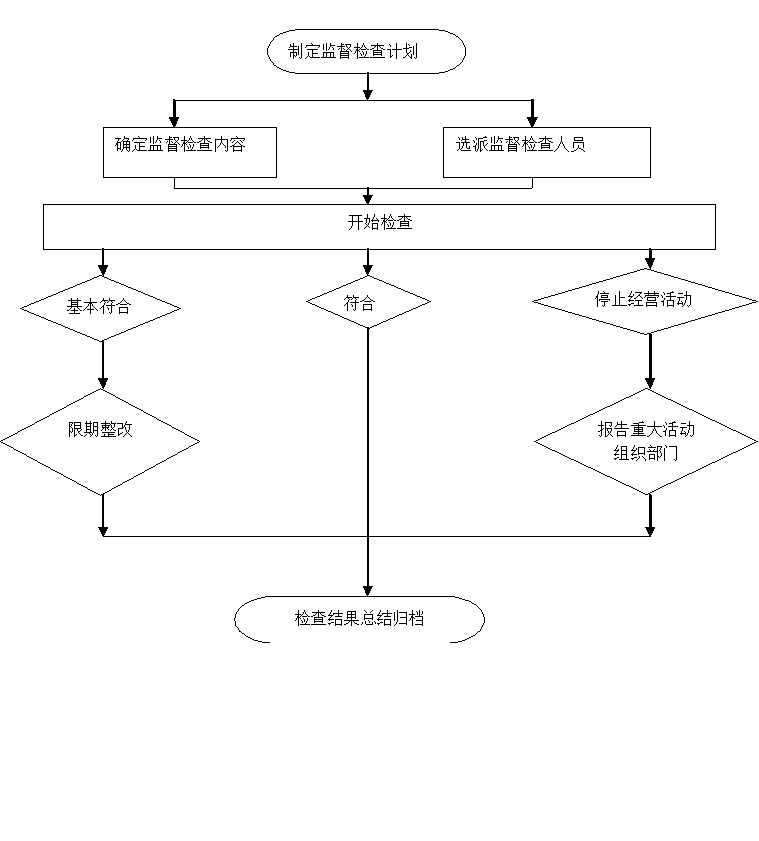 制定监督检查计划
确定监督检查内容
选派监督检查人员
开始检查
基本符合
符合
停止经营活动
限期整改
报告重大活动
组织部门
检查结果总结归档